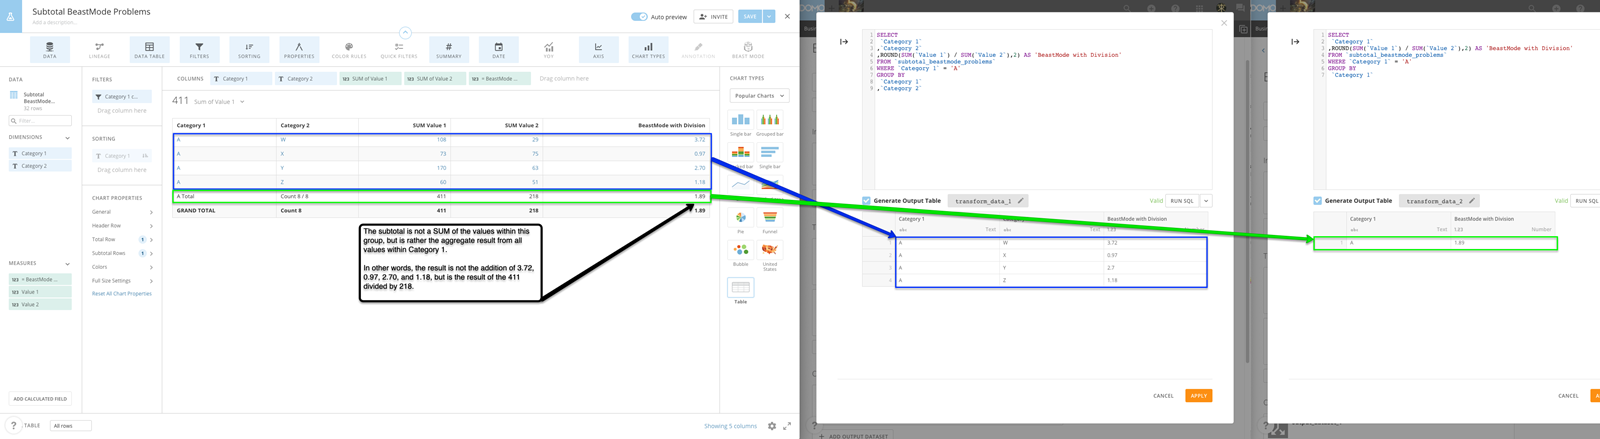 Subtotal BeastMode Problems
Add a description...
Auto preview
INVITE
SAVE
DATA
LINEAGE
DATA TABLE
FILTERS
SORTING
PROPERTIES
COLOR RULES
QUICK FILTERS
SUMMARY
DATE
FDV
AXIS
CHART TYPES
ANNOTATION
BEAST MODE
DATA
Subtotal
BeastMode...
32 rows
Filter...
DIMENSIONS
Category 1
Category 2
MEASURES
123 = BeastMode ...
123 Value 1
123 Value 2
ADD CALCULATED FIELD
FILTERS
Category 1 c...
Drag column here
SORTING
Category 1
Drag column here
CHART PROPERTIES
General
Header Row
Total Row 1
Subtotal Rows 1
Colors
Full Size Settings
Reset All Chart Properties
COLUMNS
T Category 1
T Category 2
123 SUM of Value 1
123 SUM of Value 2
123 = BeastMode ...
Drag column here
411 Sum of Value 1
Category 1 Category 2 SUM Value 1 SUM Value 2 BeastMode with Division
A W 108 29 3.72
A X 73 75 0.97
A Y 170 63 2.70
A Z 60 51 1.18
A Total Count 8 / 8 411 218 1.89
GRAND TOTAL Count 8 411 218 1.89
The subtotal is not a SUM of the values within this
group, but is rather the aggregate result from all
values within Category 1.
In other words, the result is not the addition of 3.72,
0.97, 2.70, and 1.18, but is the result of the 411
divided by 218.
CHART TYPES
Popular Charts
Single bar
Grouped bar
Single bar
Pie
Funnel
Bubble
United
States
Table
? TABLE
All rows
Showing 5 columns
1 SELECT
2 `Category 1`
3 ,`Category 2`
4 ,ROUND(SUM(`Value 1`) / SUM(`Value 2`),2) AS 'BeastMode with Division'
5 FROM `subtotal_beastmode_problems`
6 WHERE `Category 1` = 'A'
7 GROUP BY
8 `Category 1`
9 ,`Category 2`
Generate Output Table
transform_data_1
Valid
RUN SQL
Category 1 BeastMode with Division
abc Text abc Text 1.83
A W 3.72
A X 0.97
A Y 2.7
A Z 1.18
CANCEL
APPLY
ADD OUTPUT DATASET
1 SELECT
2 `Category 1`
3 ,ROUND(SUM(`Value 1`) / SUM(`Value 2`),2) AS 'BeastMode with Division'
4 FROM `subtotal_beastmode_problems`
5 WHERE `Category 1` = 'A'
6 GROUP BY
7 `Category 1`
Generate Output Table
transform_data_2
Valid
RUN SQL
Category 1 BeastMode with Division
abc Text 1.83 Number
1 A 1.89
CANCEL